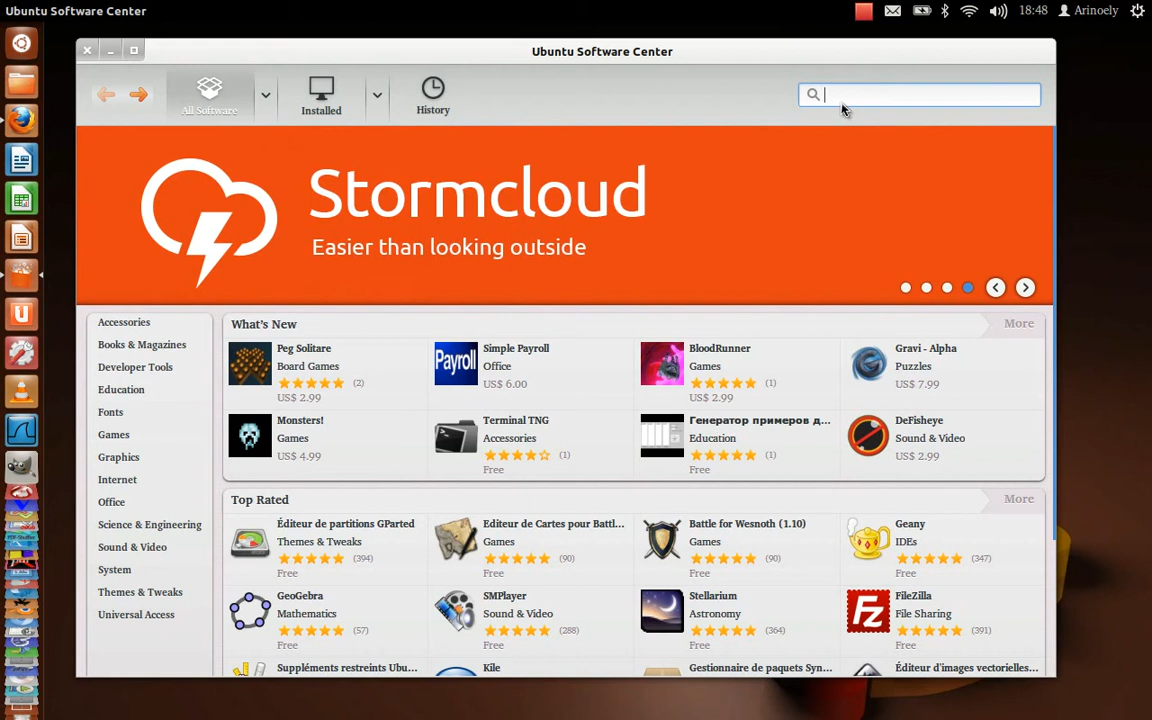 Ubuntu Software Center
18:48 Arinoely
Ubuntu Software Center
All Software
Installed
History
Stormcloud
Easier than looking outside
Accessories
Books & Magazines
Developer Tools
Education
Fonts
Games
Graphics
Internet
Office
Science & Engineering
Sound & Video
System
Themes & Tweaks
Universal Access
What's New
More
Peg Solitare
Board Games
(2)
US$ 2.99
Simple Payroll
Office
US$ 6.00
Payroll
BloodRunner
Games
(1)
US$ 2.99
Gravi - Alpha
Puzzles
US$ 7.99
Monsters!
Games
US$ 4.99
Terminal TNG
Accessories
(1)
Free
Генератор примеров д...
Education
(1)
Free
DeFisheye
Sound & Video
US$ 2.99
Top Rated
More
Éditeur de partitions GParted
Themes & Tweaks
(394)
Free
Editeur de Cartes pour Battl...
Games
(90)
Free
Battle for Wesnoth (1.10)
Games
(90)
Free
Geany
IDEs
(347)
Free
GeoGebra
Mathematics
(57)
Free
SMPlayer
Sound & Video
(288)
Free
Stellarium
Astronomy
(364)
Free
Fz
FileZilla
File Sharing
(391)
Free
Suppléments restreints Ubu...
Kile
Gestionnaire de paquets Syn...
Éditeur d'images vectorielles...